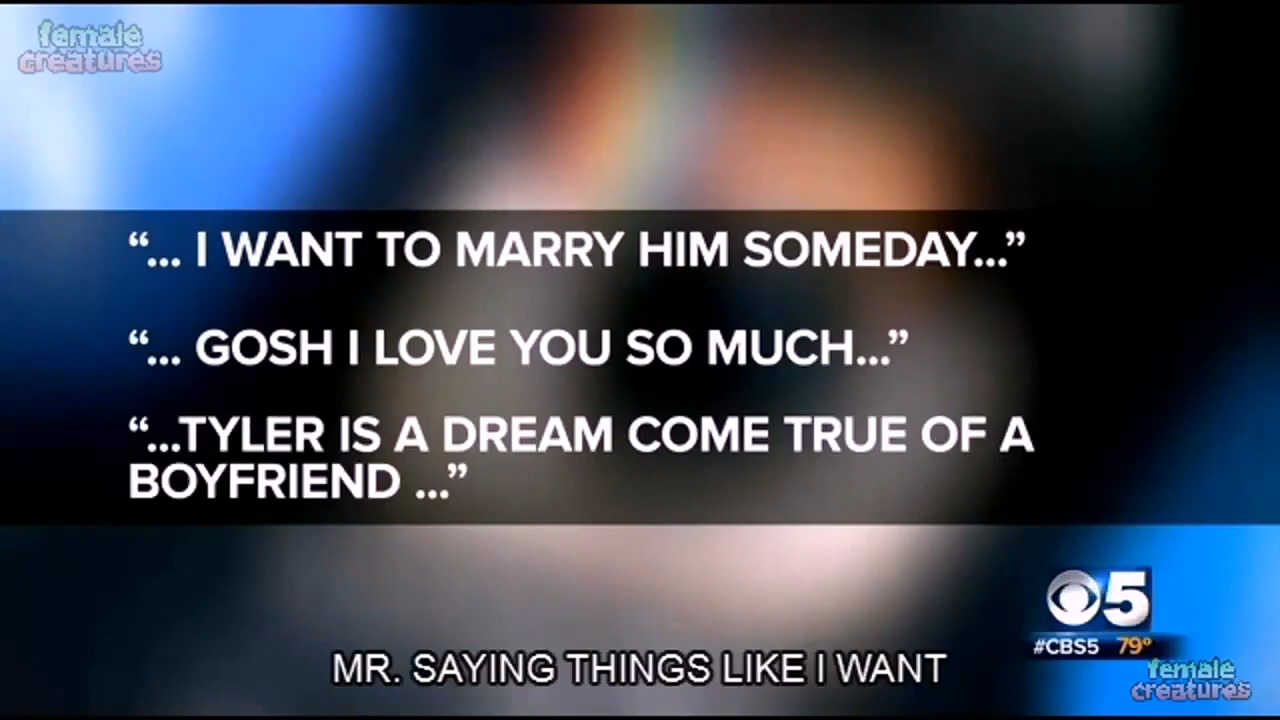 female
creatures
“... I WANT TO MARRY HIM SOMEDAY...”
“... GOSH I LOVE YOU SO MUCH...”
“...TYLER IS A DREAM COME TRUE OF A
BOYFRIEND ...”
5
#CBS5 79°
MR. SAYING THINGS LIKE I WANT
female
creatures